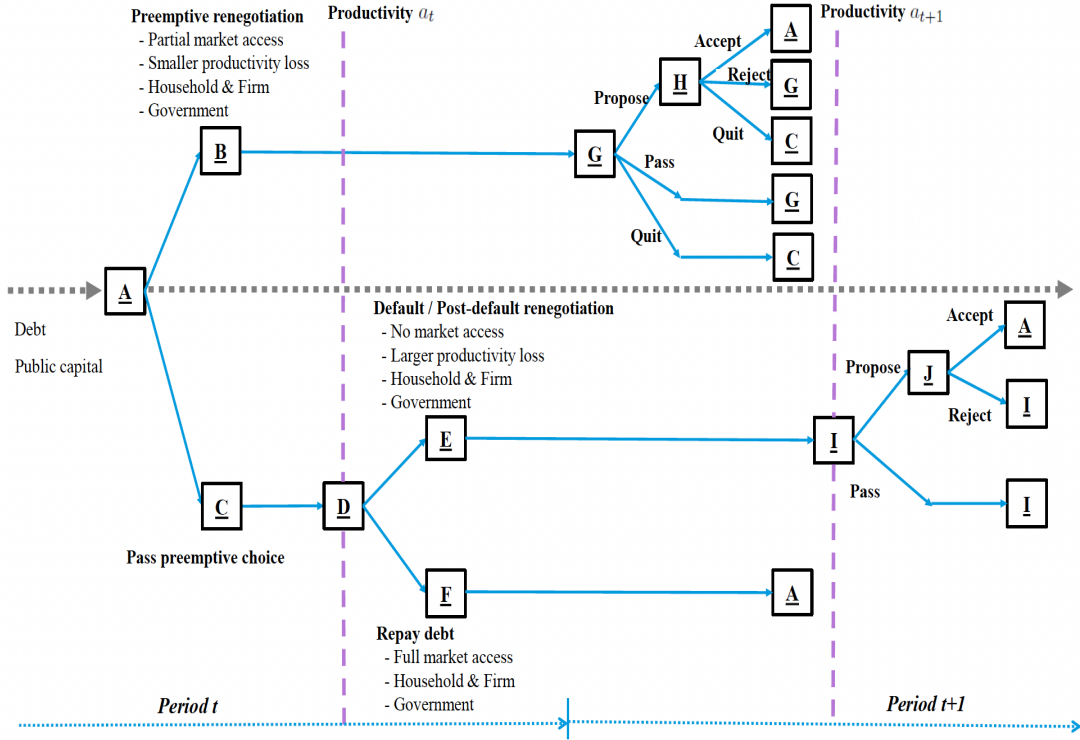 Preemptive renegotiation
- Partial market access
- Smaller productivity loss
- Household & Firm
- Government
Productivity a_t
Productivity a_{t+1}
B
G
Propose
H
Accept
A
Reject
G
Quit
C
Pass
G
Quit
C
A
Debt
Public capital
Default / Post-default renegotiation
- No market access
- Larger productivity loss
- Household & Firm
- Government
E
I
Propose
J
Accept
A
Reject
I
Pass
I
C
D
Pass preemptive choice
F
A
Repay debt
- Full market access
- Household & Firm
- Government
Period t
Period t+1